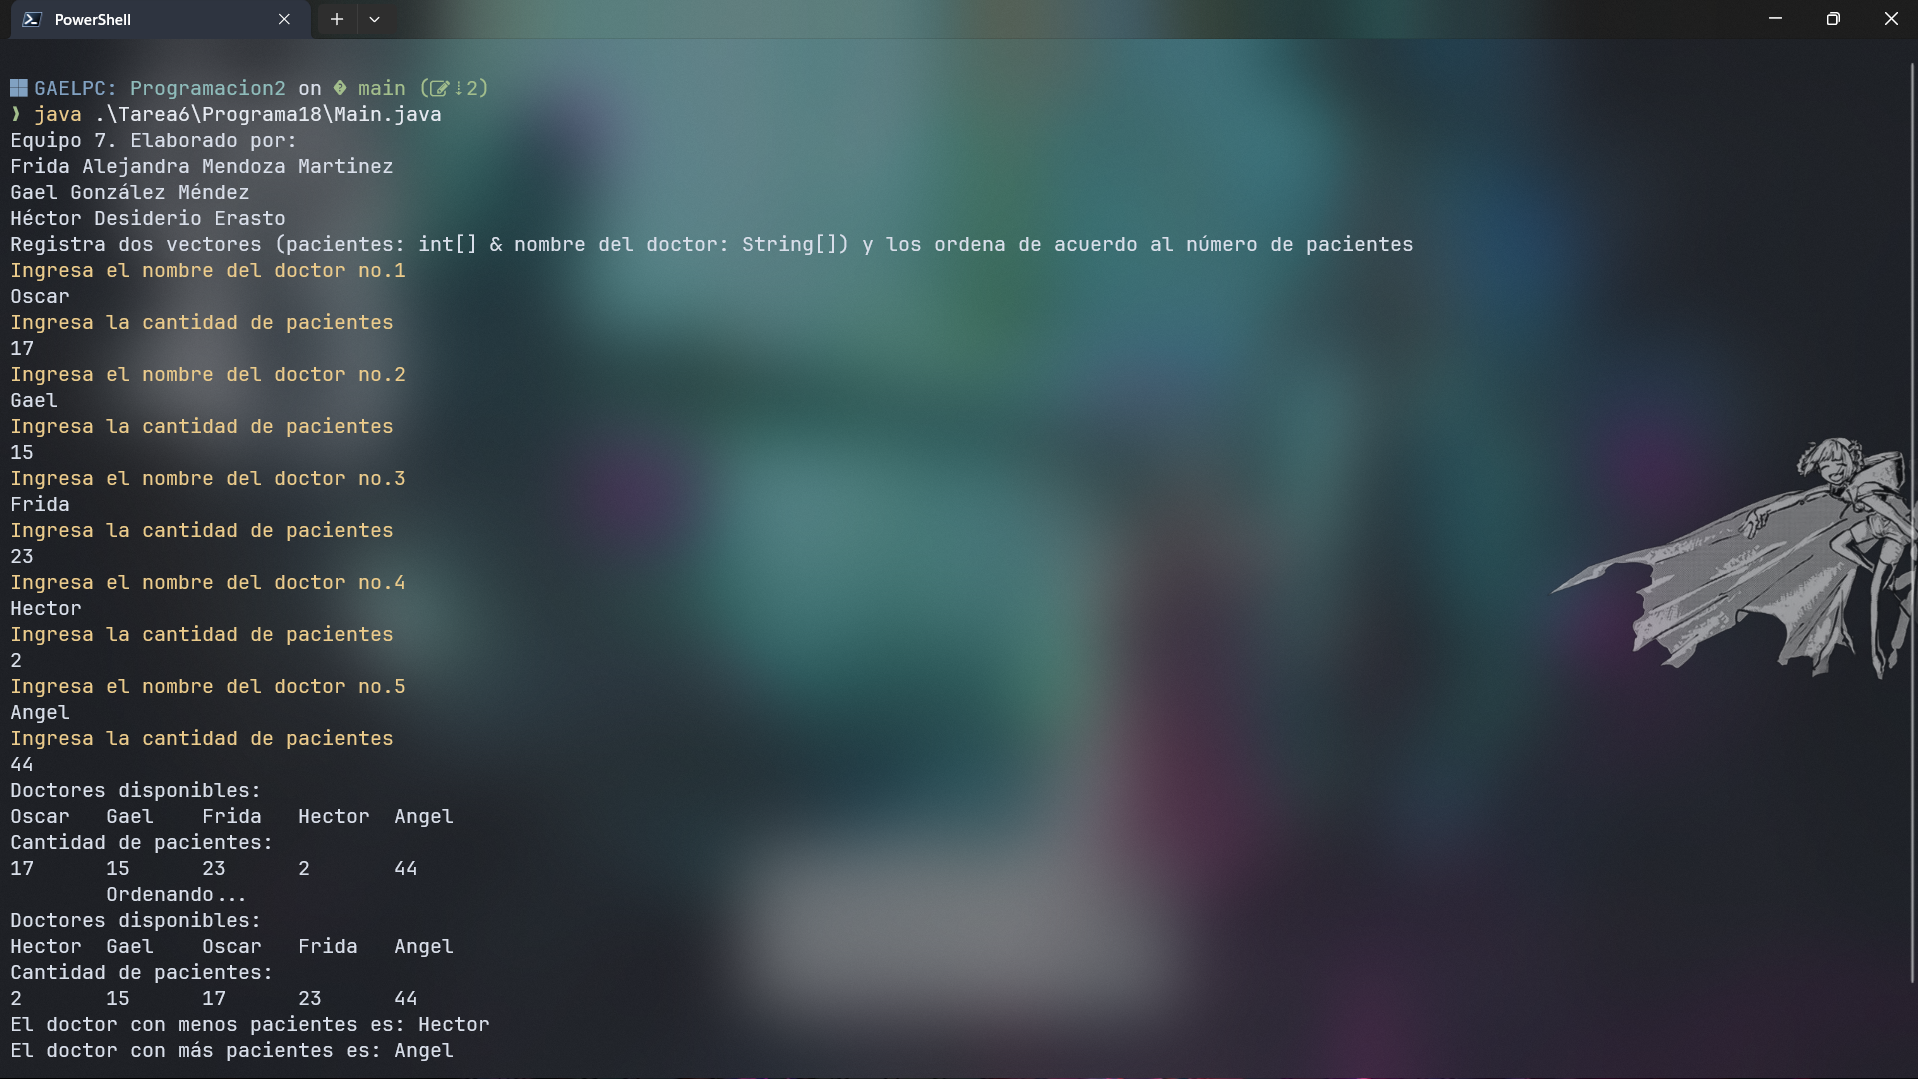 PowerShell
GAELPC: Programacion2 on main (2)
❯ java .\Tarea6\Programa18\Main.java
Equipo 7. Elaborado por:
Frida Alejandra Mendoza Martinez
Gael González Méndez
Héctor Desiderio Erasto
Registra dos vectores (pacientes: int[] & nombre del doctor: String[]) y los ordena de acuerdo al número de pacientes
Ingresa el nombre del doctor no.1
Oscar
Ingresa la cantidad de pacientes
17
Ingresa el nombre del doctor no.2
Gael
Ingresa la cantidad de pacientes
15
Ingresa el nombre del doctor no.3
Frida
Ingresa la cantidad de pacientes
23
Ingresa el nombre del doctor no.4
Hector
Ingresa la cantidad de pacientes
2
Ingresa el nombre del doctor no.5
Angel
Ingresa la cantidad de pacientes
44
Doctores disponibles:
Oscar Gael Frida Hector Angel
Cantidad de pacientes:
17 15 23 2 44
Ordenando...
Doctores disponibles:
Hector Gael Oscar Frida Angel
Cantidad de pacientes:
2 15 17 23 44
El doctor con menos pacientes es: Hector
El doctor con más pacientes es: Angel